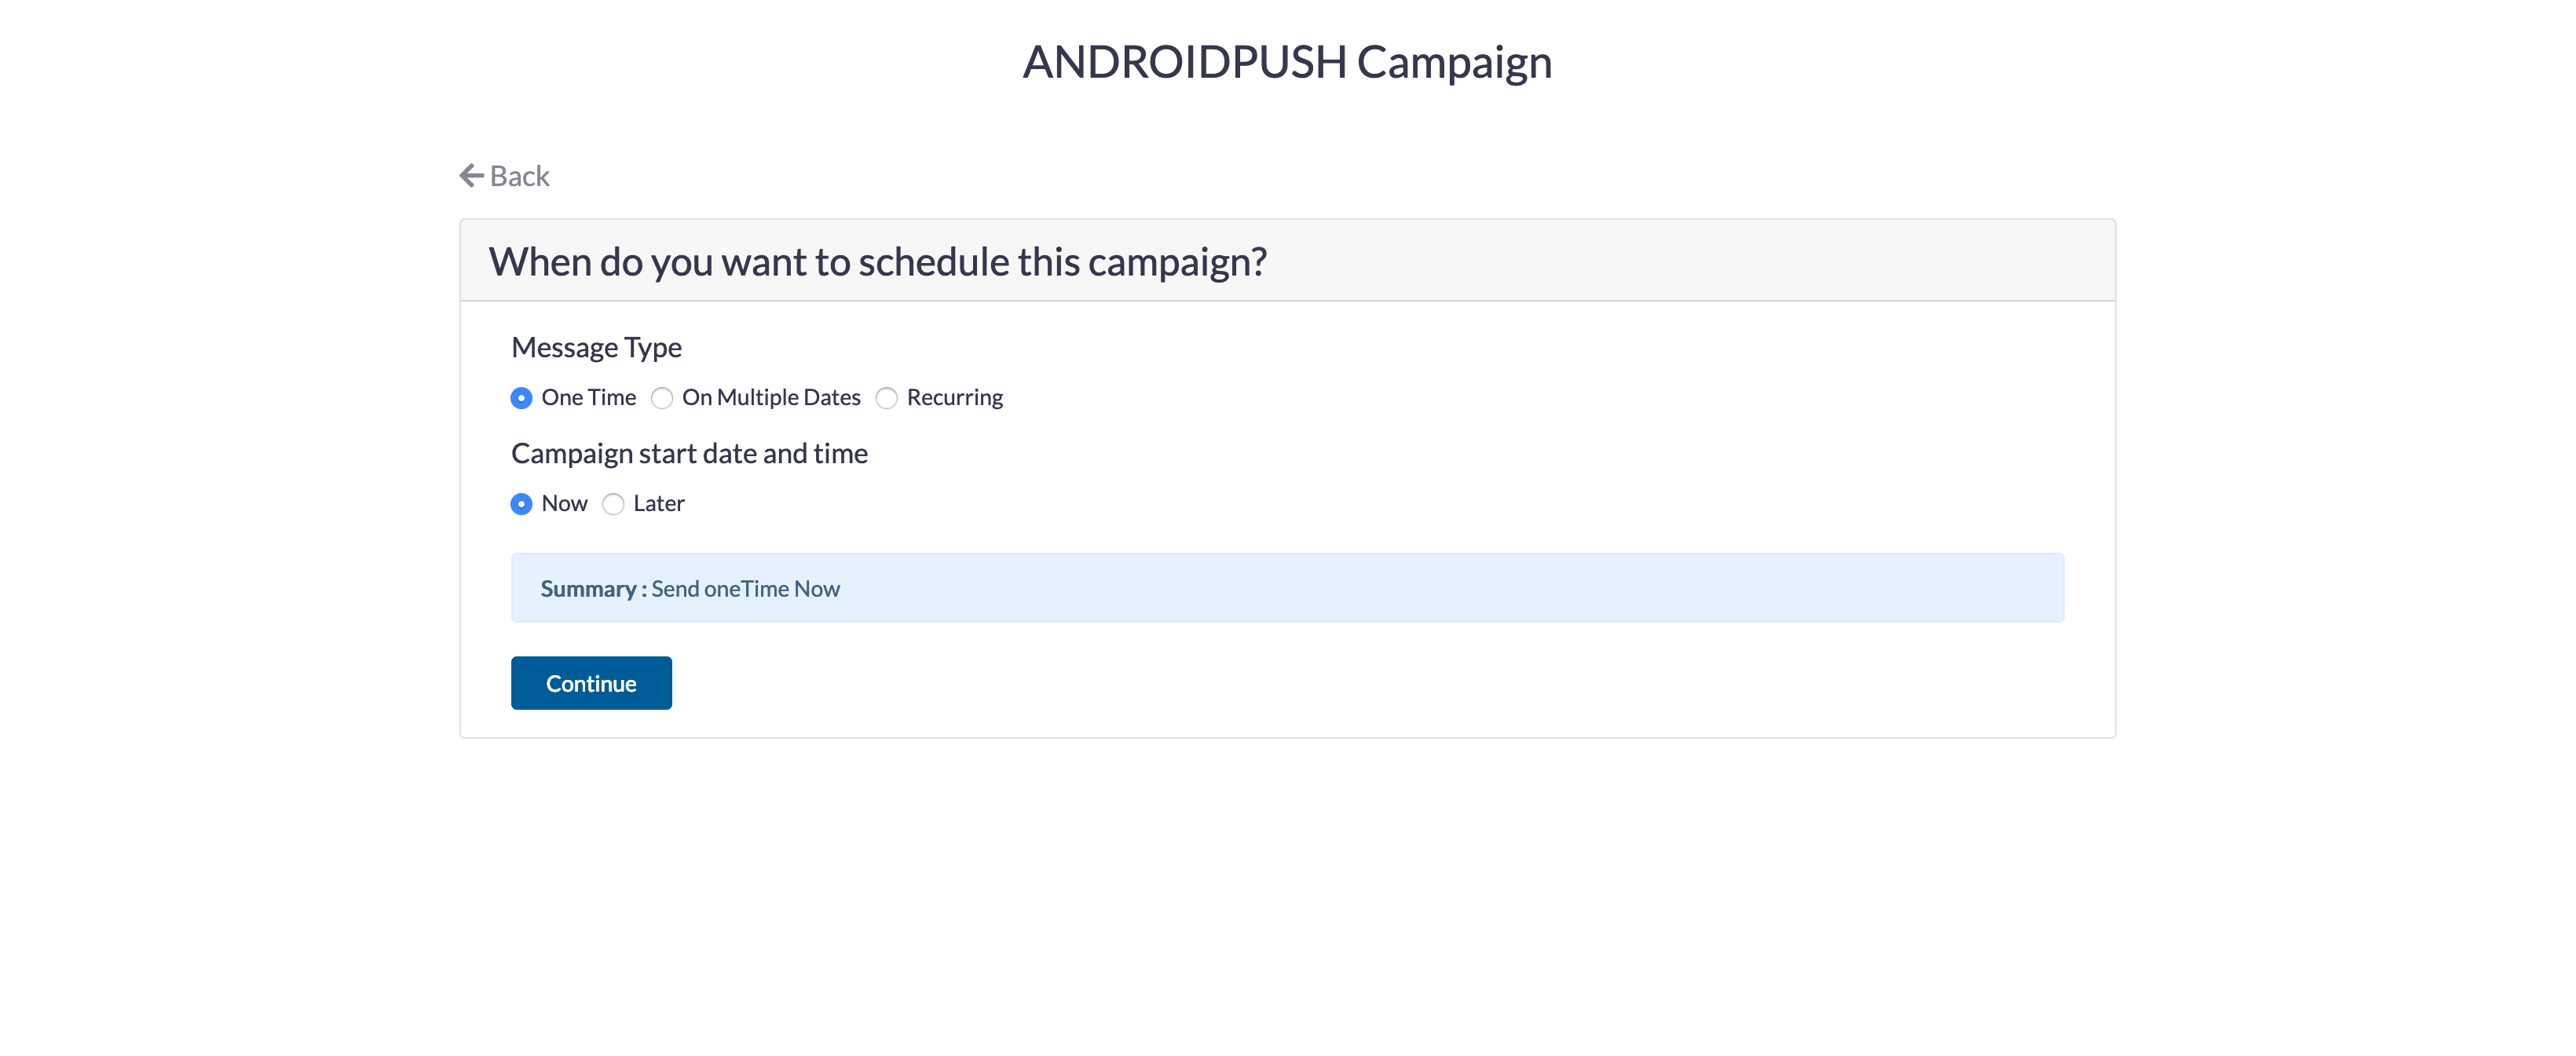 ANDROIDPUSH Campaign
Back
When do you want to schedule this campaign?
Message Type
One Time On Multiple Dates Recurring
Campaign start date and time
Now Later
Summary : Send oneTime Now
Continue